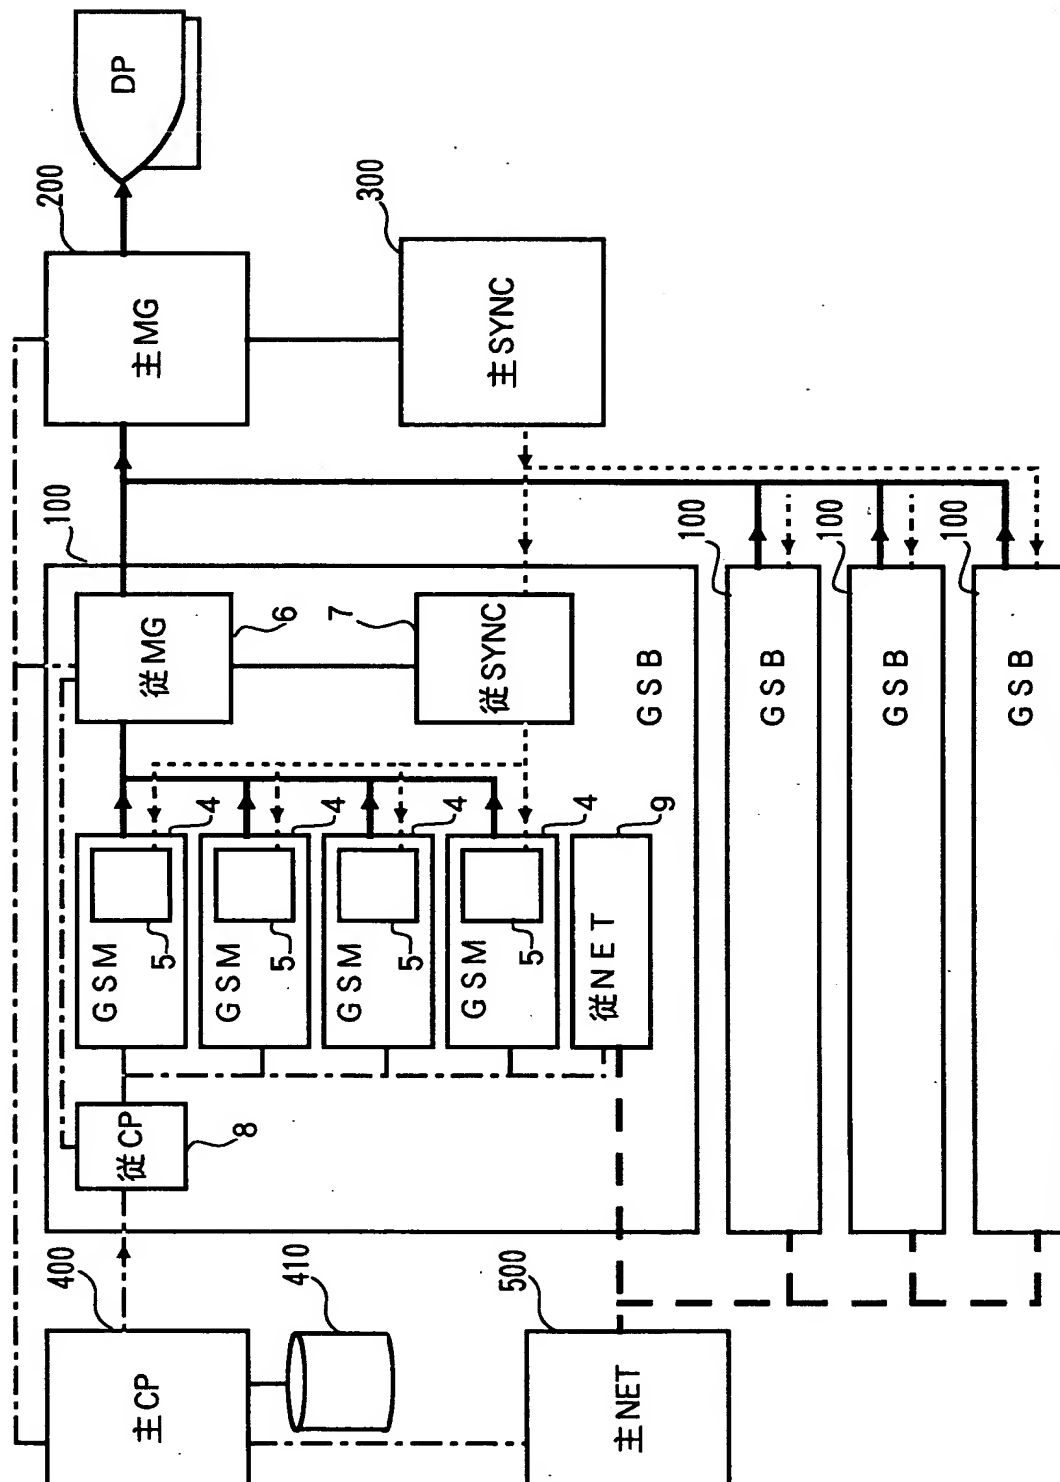 400
主CP
410
500
主NET
100
従CP
8
GSM
5
4
GSM
5
4
GSM
5
4
GSM
5
4
従NET
9
従MG
6
7
従SYNC
GSB
100
GSB
100
GSB
100
GSB
200
主MG
300
主SYNC
DP